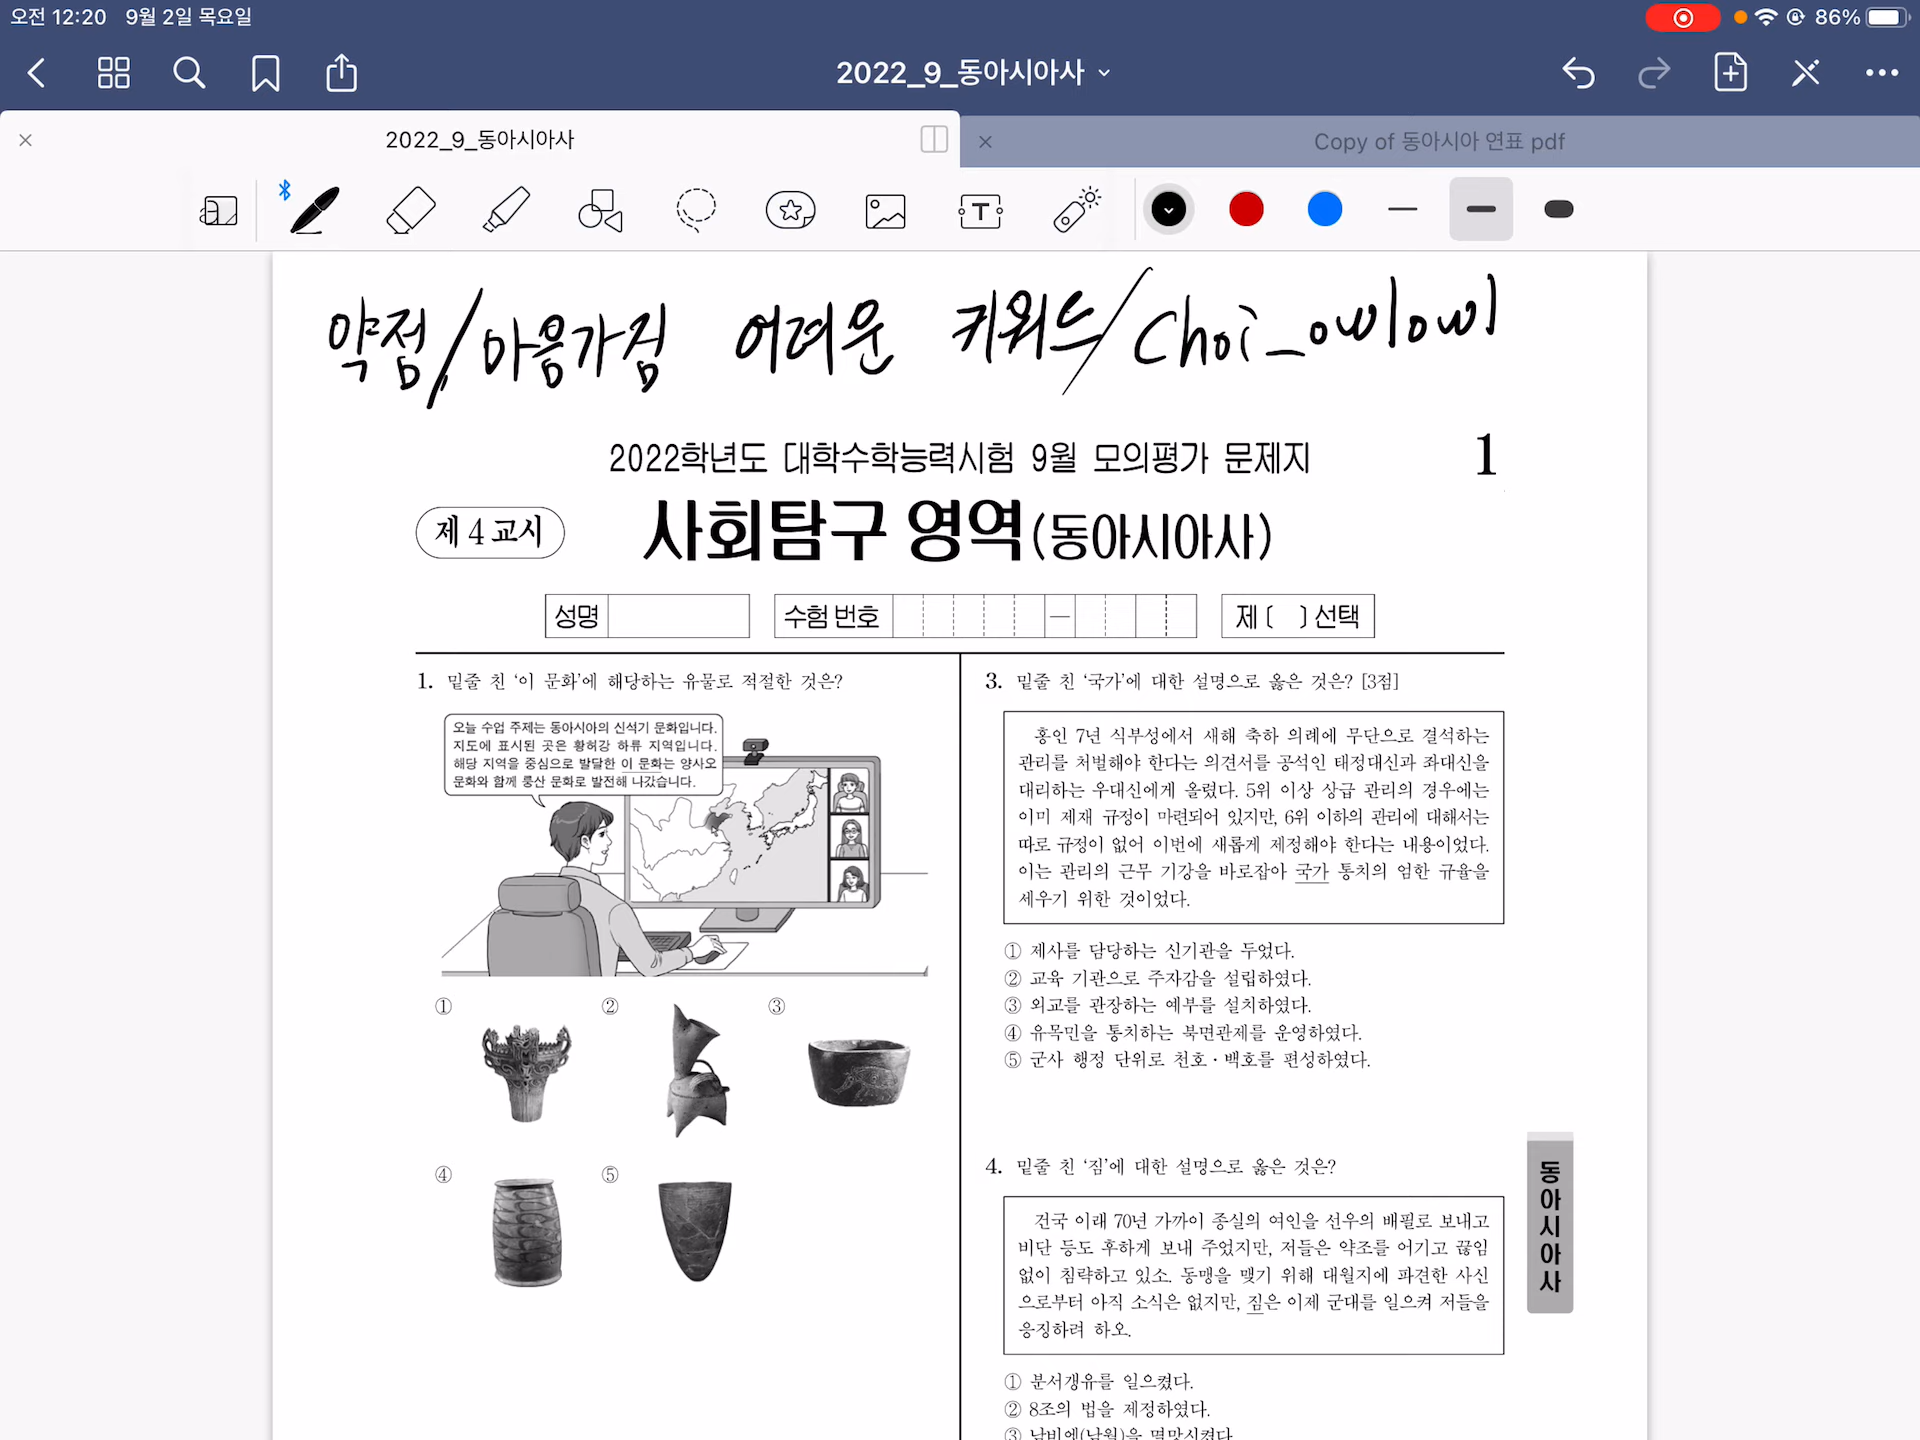 오전 12:20 9월 2일 목요일
86%
2022_9_동아시아사
2022_9_동아시아사
Copy of 동아시아 연표 pdf
약점/마음가짐 어려운 키워드/Choi_owlowl
2022학년도 대학수학능력시험 9월 모의평가 문제지
1
제 4 교시
사회탐구 영역(동아시아사)
성명
수험 번호
—
제 ( ) 선택
1. 밑줄 친 ‘이 문화’에 해당하는 유물로 적절한 것은?
오늘 수업 주제는 동아시아의 신석기 문화입니다.
지도에 표시된 곳은 황허강 하류 지역입니다.
해당 지역을 중심으로 발달한 이 문화는 양사오
문화와 함께 룽산 문화로 발전해 나갔습니다.
① ② ③
④ ⑤
3. 밑줄 친 ‘국가’에 대한 설명으로 옳은 것은? [3점]
홍인 7년 식부성에서 새해 축하 의례에 무단으로 결석하는
관리를 처벌해야 한다는 의견서를 공석인 태정대신과 좌대신을
대리하는 우대신에게 올렸다. 5위 이상 상급 관리의 경우에는
이미 제재 규정이 마련되어 있지만, 6위 이하의 관리에 대해서는
따로 규정이 없어 이번에 새롭게 제정해야 한다는 내용이었다.
이는 관리의 근무 기강을 바로잡아 국가 통치의 엄한 규율을
세우기 위한 것이었다.
① 제사를 담당하는 신기관을 두었다.
② 교육 기관으로 주자감을 설립하였다.
③ 외교를 관장하는 예부를 설치하였다.
④ 유목민을 통치하는 북면관제를 운영하였다.
⑤ 군사 행정 단위로 천호·백호를 편성하였다.
4. 밑줄 친 ‘짐’에 대한 설명으로 옳은 것은?
건국 이래 70년 가까이 종실의 여인을 선우의 배필로 보내고
비단 등도 후하게 보내 주었지만, 저들은 약조를 어기고 끊임
없이 침략하고 있소. 동맹을 맺기 위해 대월지에 파견한 사신
으로부터 아직 소식은 없지만, 짐은 이제 군대를 일으켜 저들을
응징하려 하오.
① 분서갱유를 일으켰다.
② 8조의 법을 제정하였다.
③ 남비엣(남월)을 멸망시켰다.
동아시아사